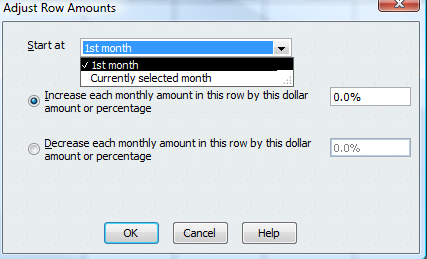 Adjust Row Amounts
Start at
1st month
✓ 1st month
Currently selected month
Increase each monthly amount in this row by this dollar
amount or percentage
0.0%
Decrease each monthly amount in this row by this dollar
amount or percentage
0.0%
OK
Cancel
Help